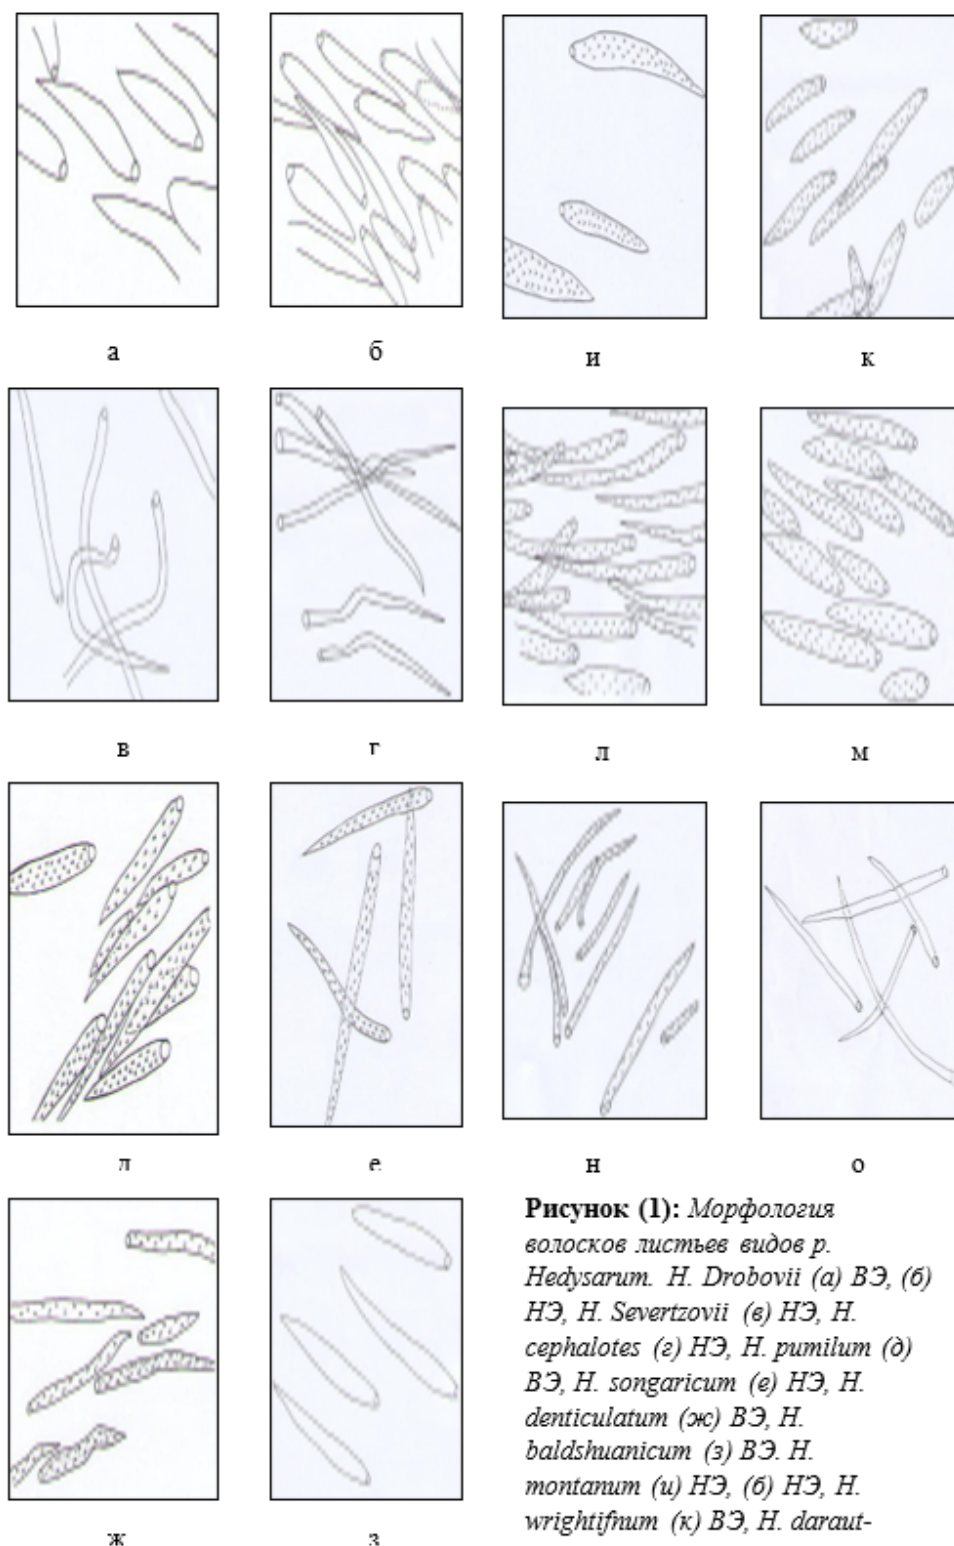 а б и к
в г л м
д е н о
Рисунок (1): Морфология
волосков листьев видов р.
Hedysarum. H. Drobovii (а) ВЭ, (б)
НЭ, H. Severtzovii (в) НЭ, H.
cephalotes (г) НЭ, H. pumilum (д)
ВЭ, H. songaricum (е) НЭ, H.
denticulatum (ж) ВЭ, H.
baldshuanicum (з) ВЭ. H.
montanum (и) НЭ, (б) НЭ, H.
wrightifnum (к) ВЭ, H. daraut-
ж з